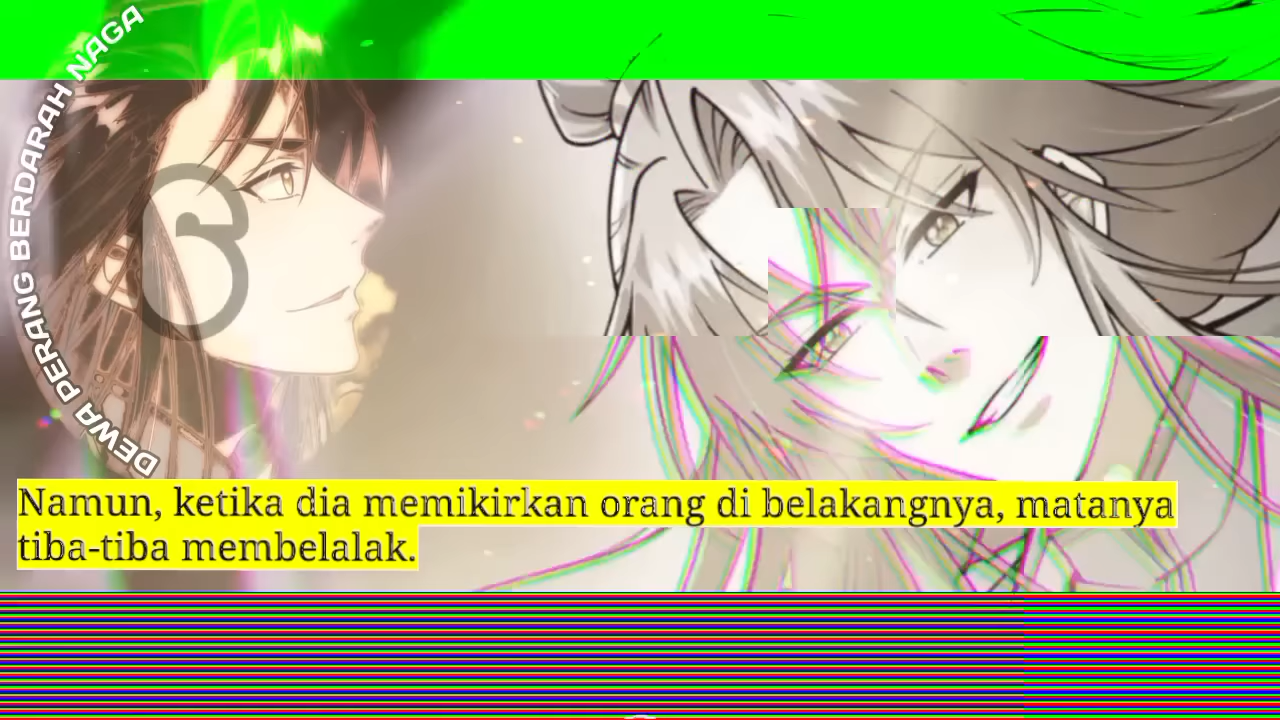 DEWA PERANG BERDARAH NAGA
Namun, ketika dia memikirkan orang di belakangnya, matanya
tiba-tiba membelalak.